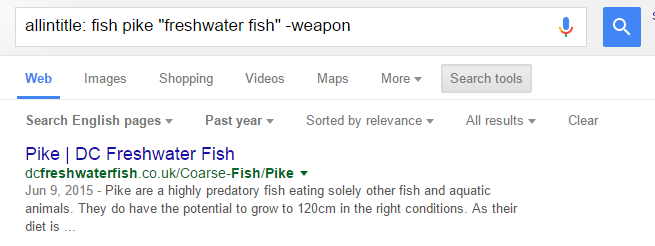 allintitle: fish pike "freshwater fish" -weapon
Web Images Shopping Videos Maps More Search tools
Search English pages Past year Sorted by relevance All results Clear
Pike | DC Freshwater Fish
dcfreshwaterfish.co.uk/Coarse-Fish/Pike
Jun 9, 2015 - Pike are a highly predatory fish eating solely other fish and aquatic
animals. They do have the potential to grow to 120cm in the right conditions. As their
diet is ...